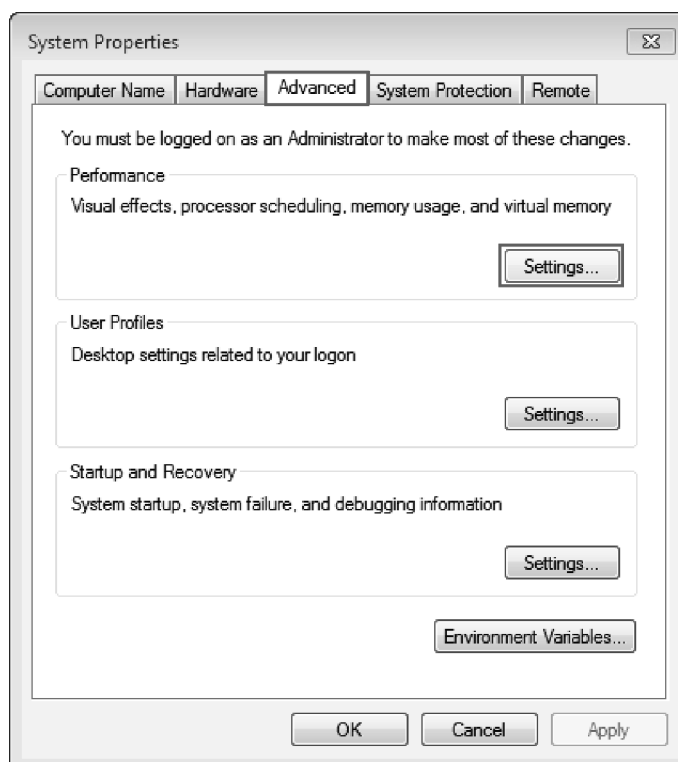 System Properties
Computer Name Hardware Advanced System Protection Remote
You must be logged on as an Administrator to make most of these changes.
Performance
Visual effects, processor scheduling, memory usage, and virtual memory
Settings...
User Profiles
Desktop settings related to your logon
Settings...
Startup and Recovery
System startup, system failure, and debugging information
Settings...
Environment Variables...
OK Cancel Apply